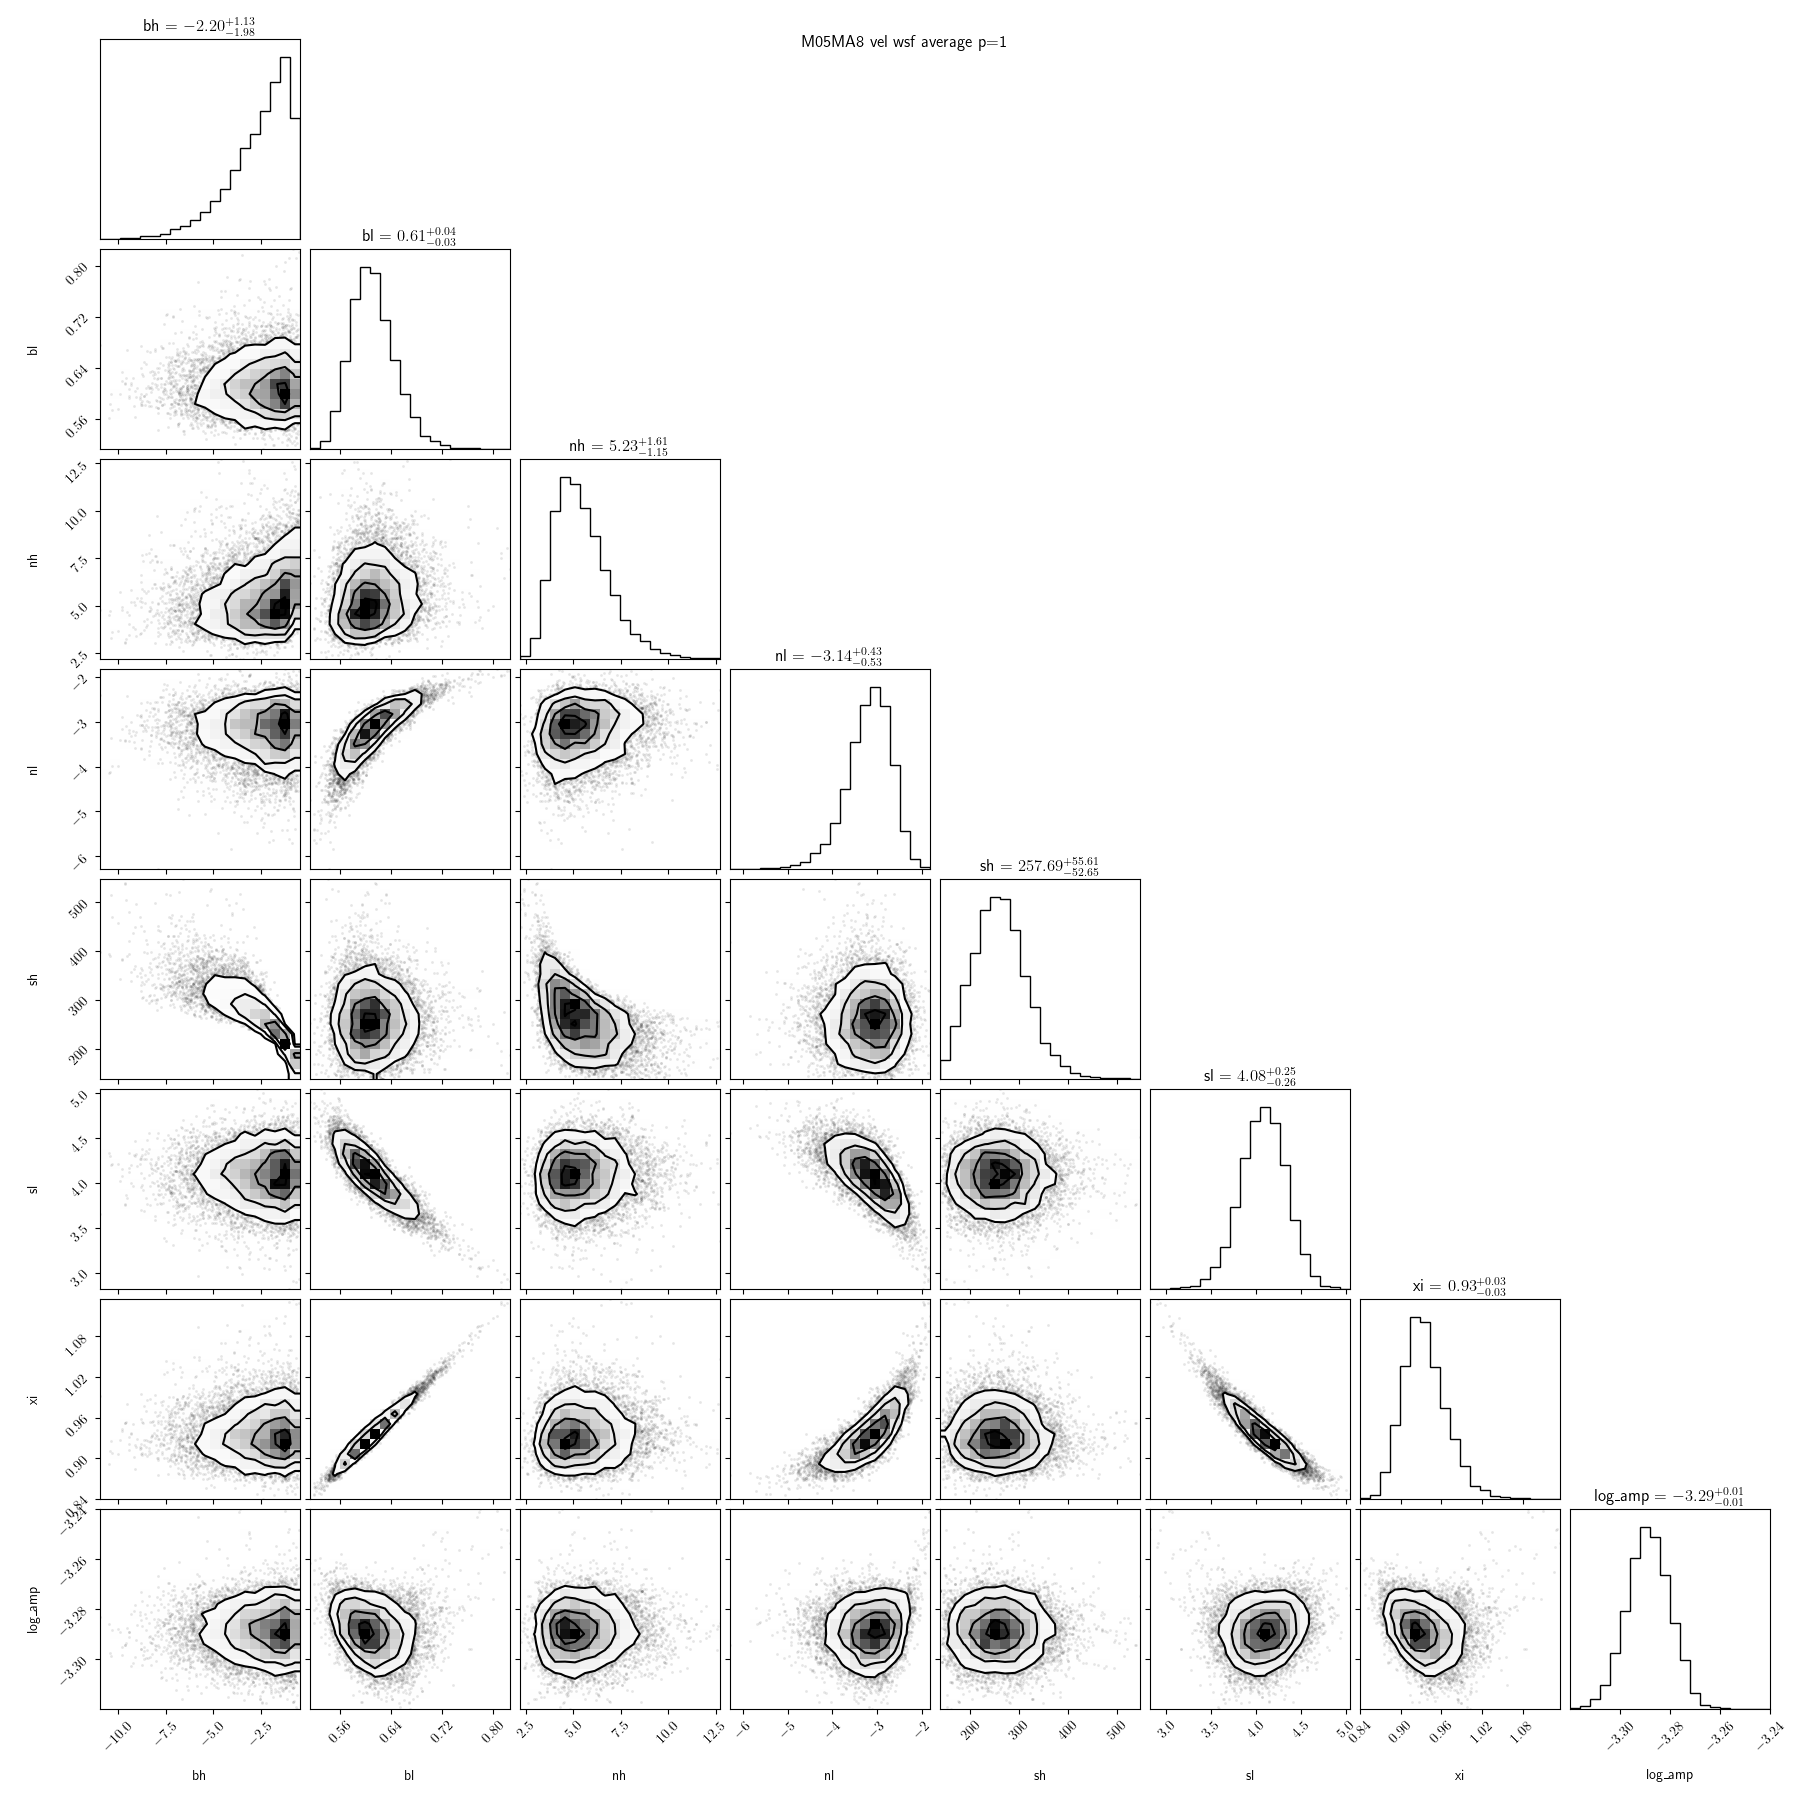 M05MA8 vel wsf average p=1
bh = −2.20^{+1.13}_{−1.98}
bl = 0.61^{+0.04}_{−0.03}
bl
0.80
0.72
0.64
0.56
nh = 5.23^{+1.61}_{−1.15}
nh
12.5
10.0
7.5
5.0
2.5
nl = −3.14^{+0.43}_{−0.53}
nl
−2
−3
−4
−5
−6
sh = 257.69^{+55.61}_{−52.65}
sh
500
400
300
200
sl = 4.08^{+0.25}_{−0.26}
sl
5.0
4.5
4.0
3.5
3.0
xi = 0.93^{+0.03}_{−0.03}
xi
1.08
1.02
0.96
0.90
0.84
log_amp = −3.29^{+0.01}_{−0.01}
log_amp
−3.24
−3.26
−3.28
−3.30
−10.0 −7.5 −5.0 −2.5
0.56 0.64 0.72 0.80
2.5 5.0 7.5 10.0 12.5
−6 −5 −4 −3 −2
200 300 400 500
3.0 3.5 4.0 4.5 5.0
0.84 0.90 0.96 1.02 1.08
−3.30 −3.28 −3.26 −3.24
bh bl nh nl sh sl xi log_amp